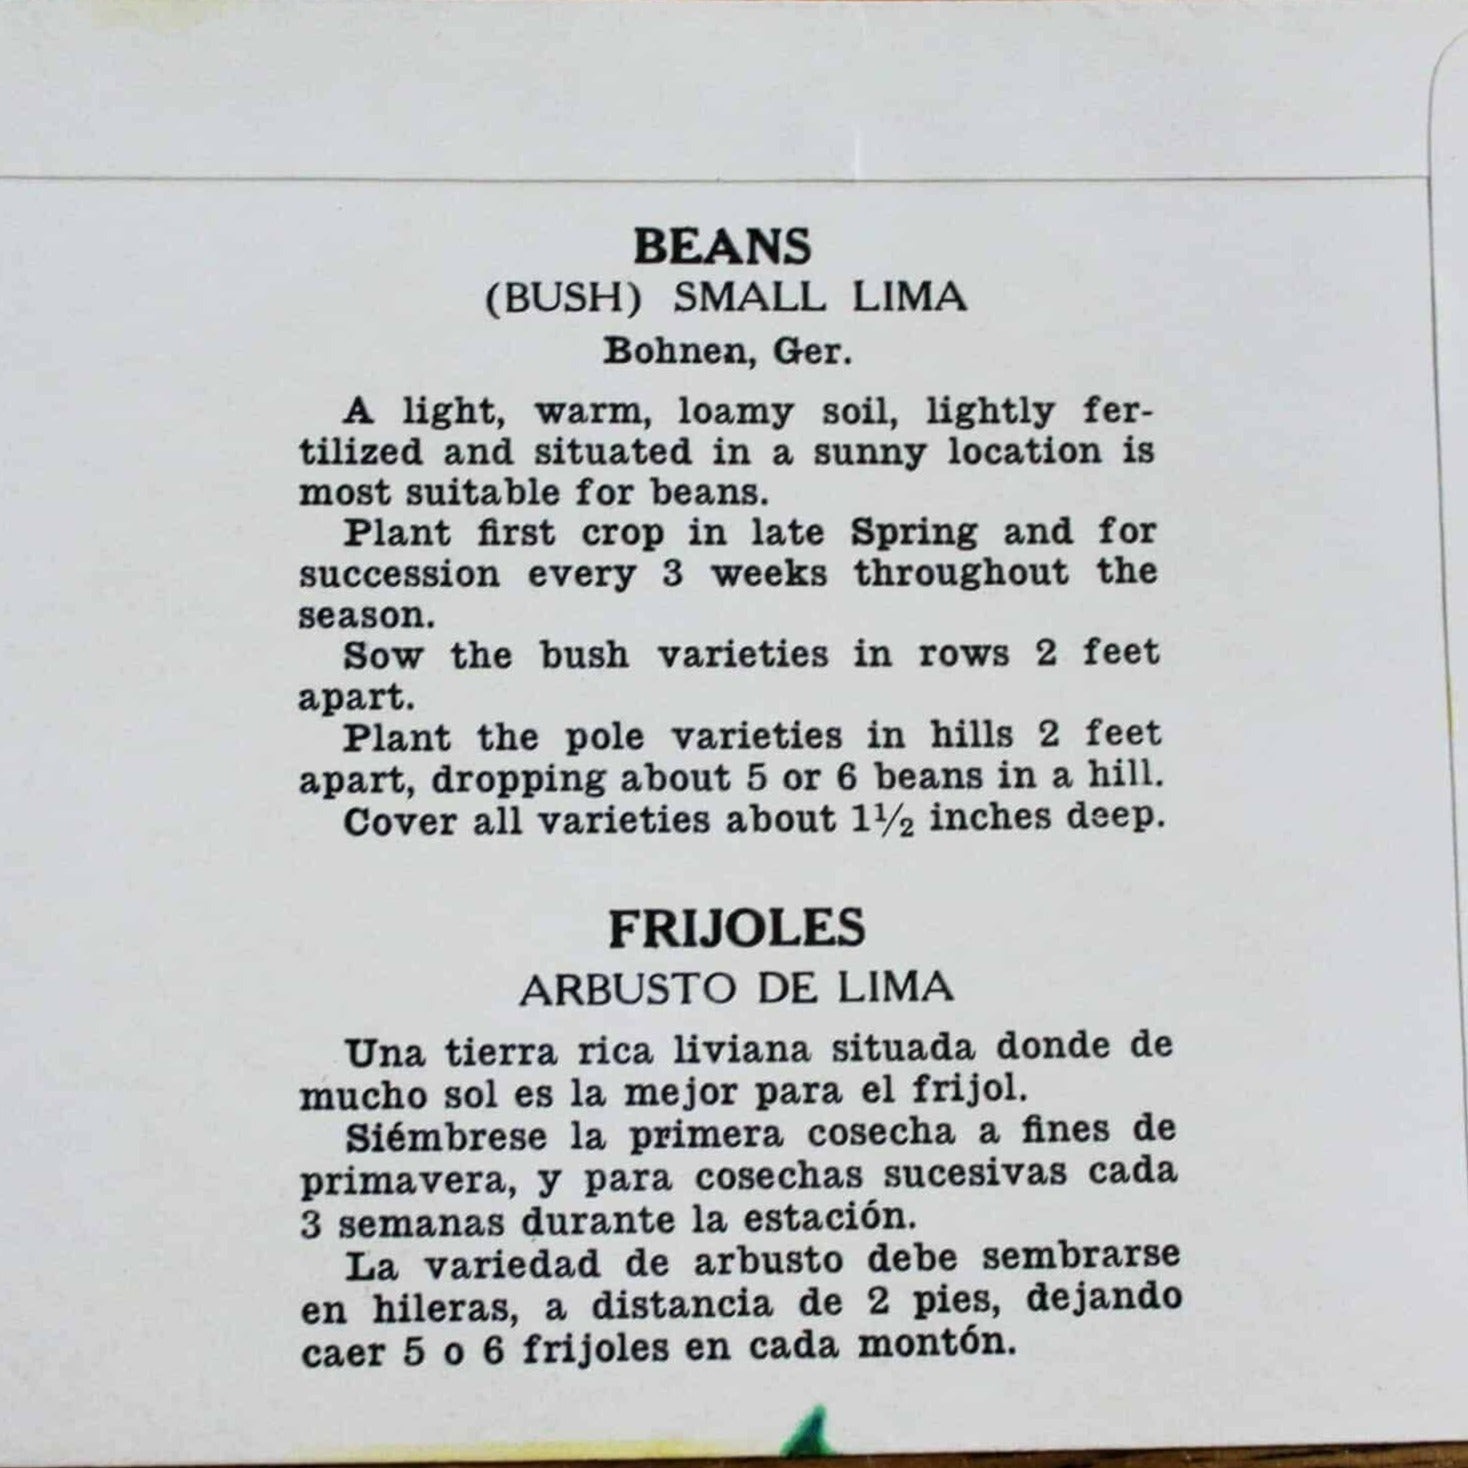 BEANS
(BUSH) SMALL LIMA
Bohnen, Ger.
A light, warm, loamy soil, lightly fer-
tilized and situated in a sunny location is
most suitable for beans.
Plant first crop in late Spring and for
succession every 3 weeks throughout the
season.
Sow the bush varieties in rows 2 feet
apart.
Plant the pole varieties in hills 2 feet
apart, dropping about 5 or 6 beans in a hill.
Cover all varieties about 1½ inches deep.
FRIJOLES
ARBUSTO DE LIMA
Una tierra rica liviana situada donde de
mucho sol es la mejor para el frijol.
Siémbrese la primera cosecha a fines de
primavera, y para cosechas sucesivas cada
3 semanas durante la estación.
La variedad de arbusto debe sembrarse
en hileras, a distancia de 2 pies, dejando
caer 5 o 6 frijoles en cada montón.